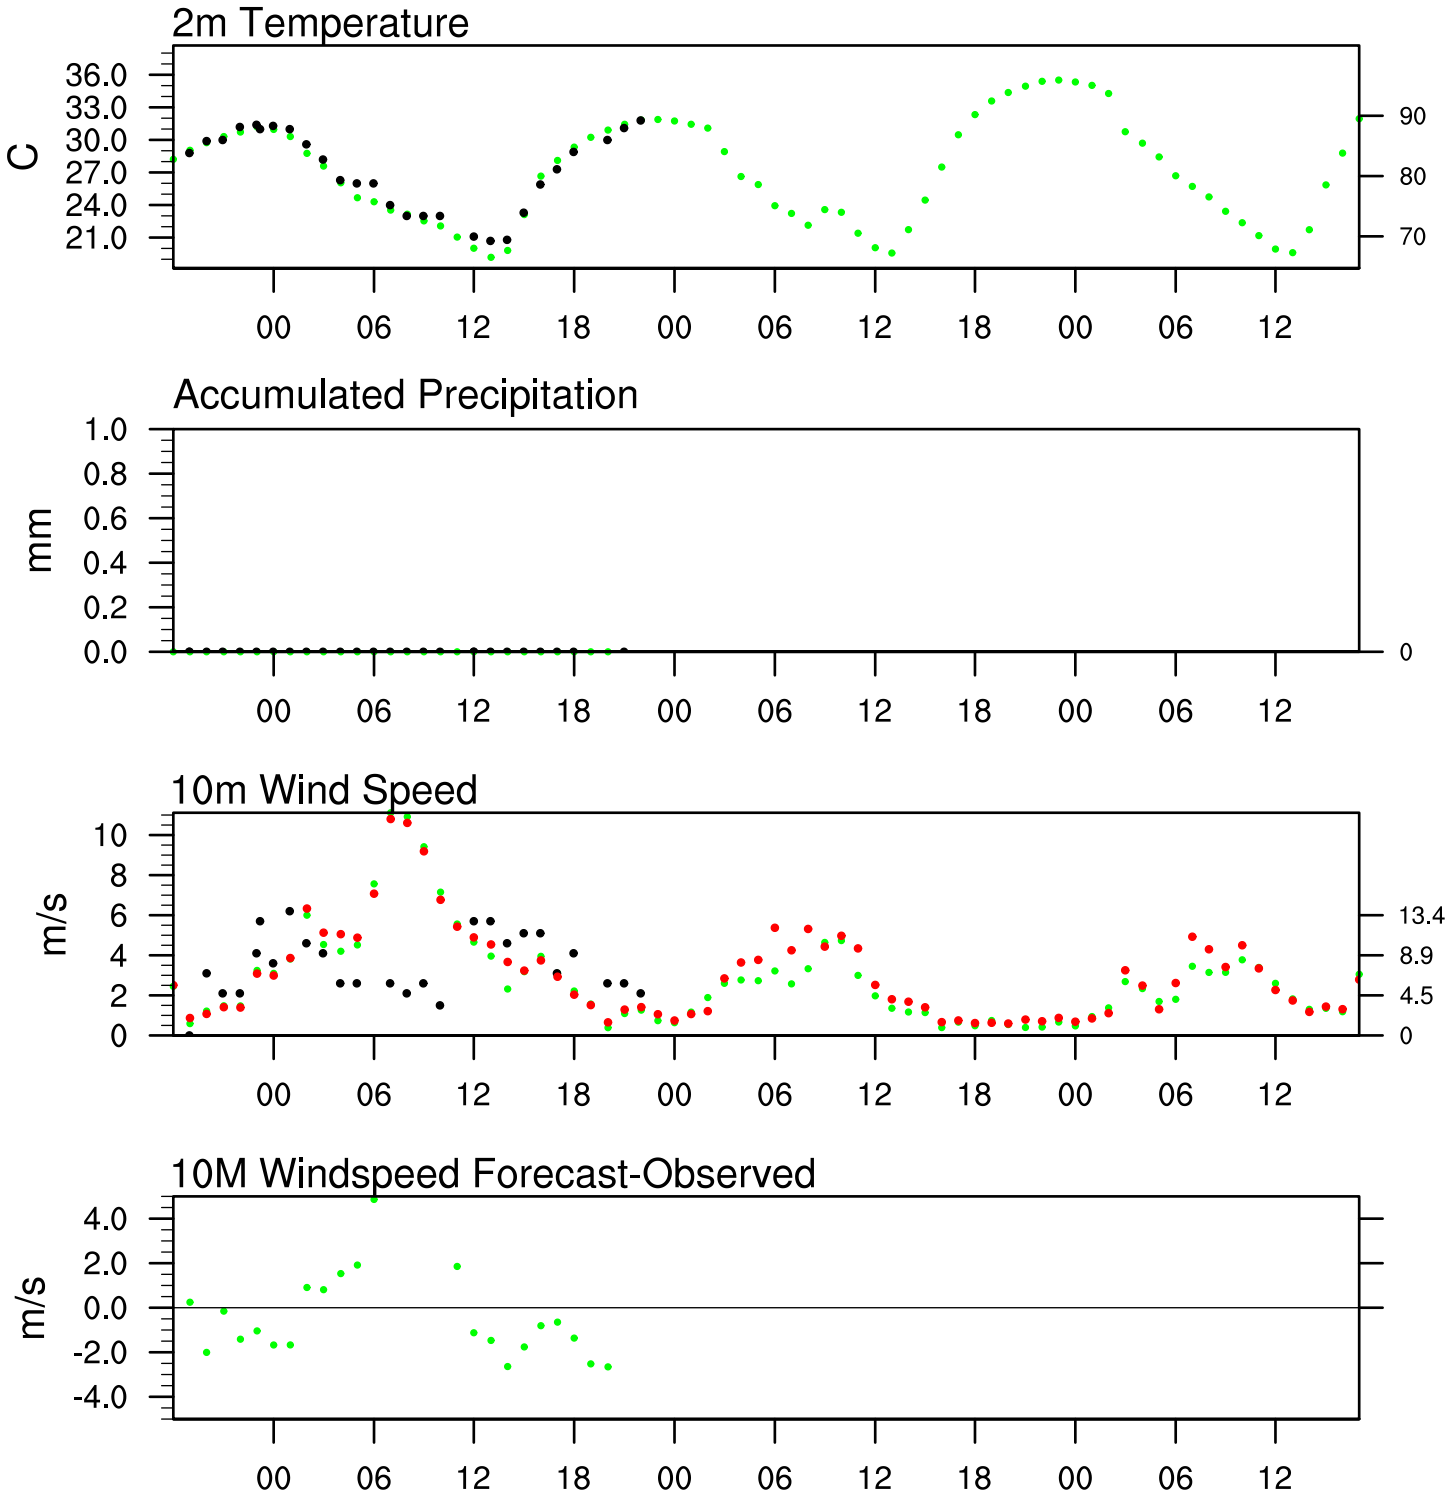 2m Temperature
36.0
33.0
30.0
27.0
24.0
21.0
C
90
80
70
00 06 12 18 00 06 12 18 00 06 12
Accumulated Precipitation
1.0
0.8
0.6
0.4
0.2
0.0
mm
0
00 06 12 18 00 06 12 18 00 06 12
10m Wind Speed
10
8
6
4
2
0
m/s
13.4
8.9
4.5
0
00 06 12 18 00 06 12 18 00 06 12
10M Windspeed Forecast-Observed
4.0
2.0
0.0
-2.0
-4.0
m/s
00 06 12 18 00 06 12 18 00 06 12